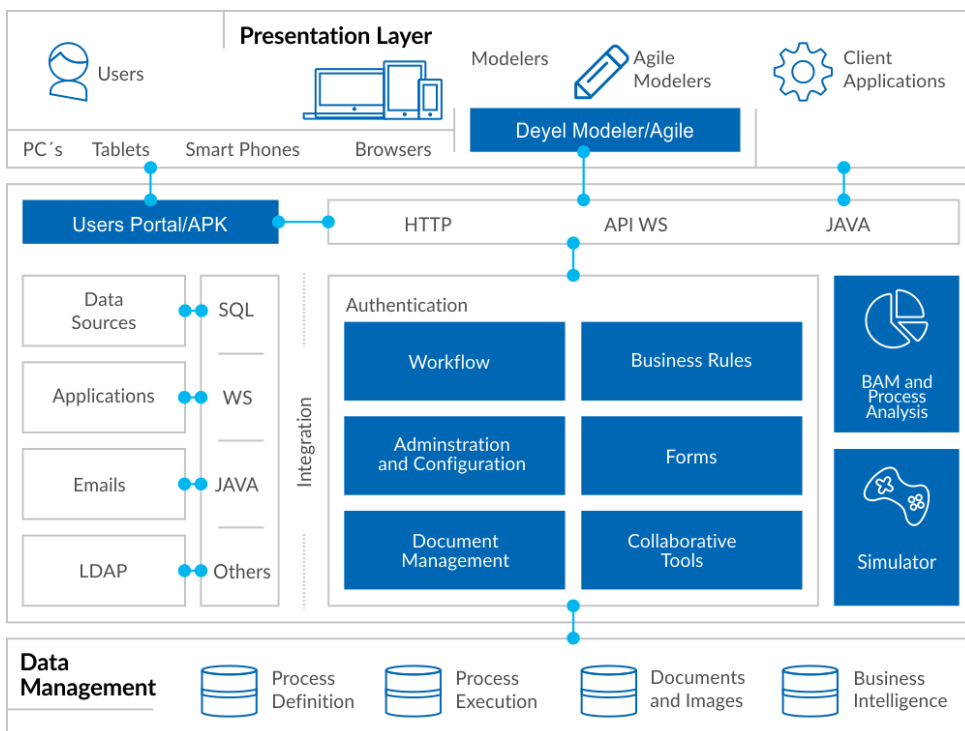 Presentation Layer
Users
Modelers
Agile
Modelers
Client
Applications
Deyel Modeler/Agile
PC´s
Tablets
Smart Phones
Browsers
Users Portal/APK
HTTP
API WS
JAVA
Data
Sources
SQL
Applications
WS
Emails
JAVA
LDAP
Others
Integration
Authentication
Workflow
Business Rules
Adminstration
and Configuration
Forms
Document
Management
Collaborative
Tools
BAM and
Process
Analysis
Simulator
Data
Management
Process
Definition
Process
Execution
Documents
and Images
Business
Intelligence